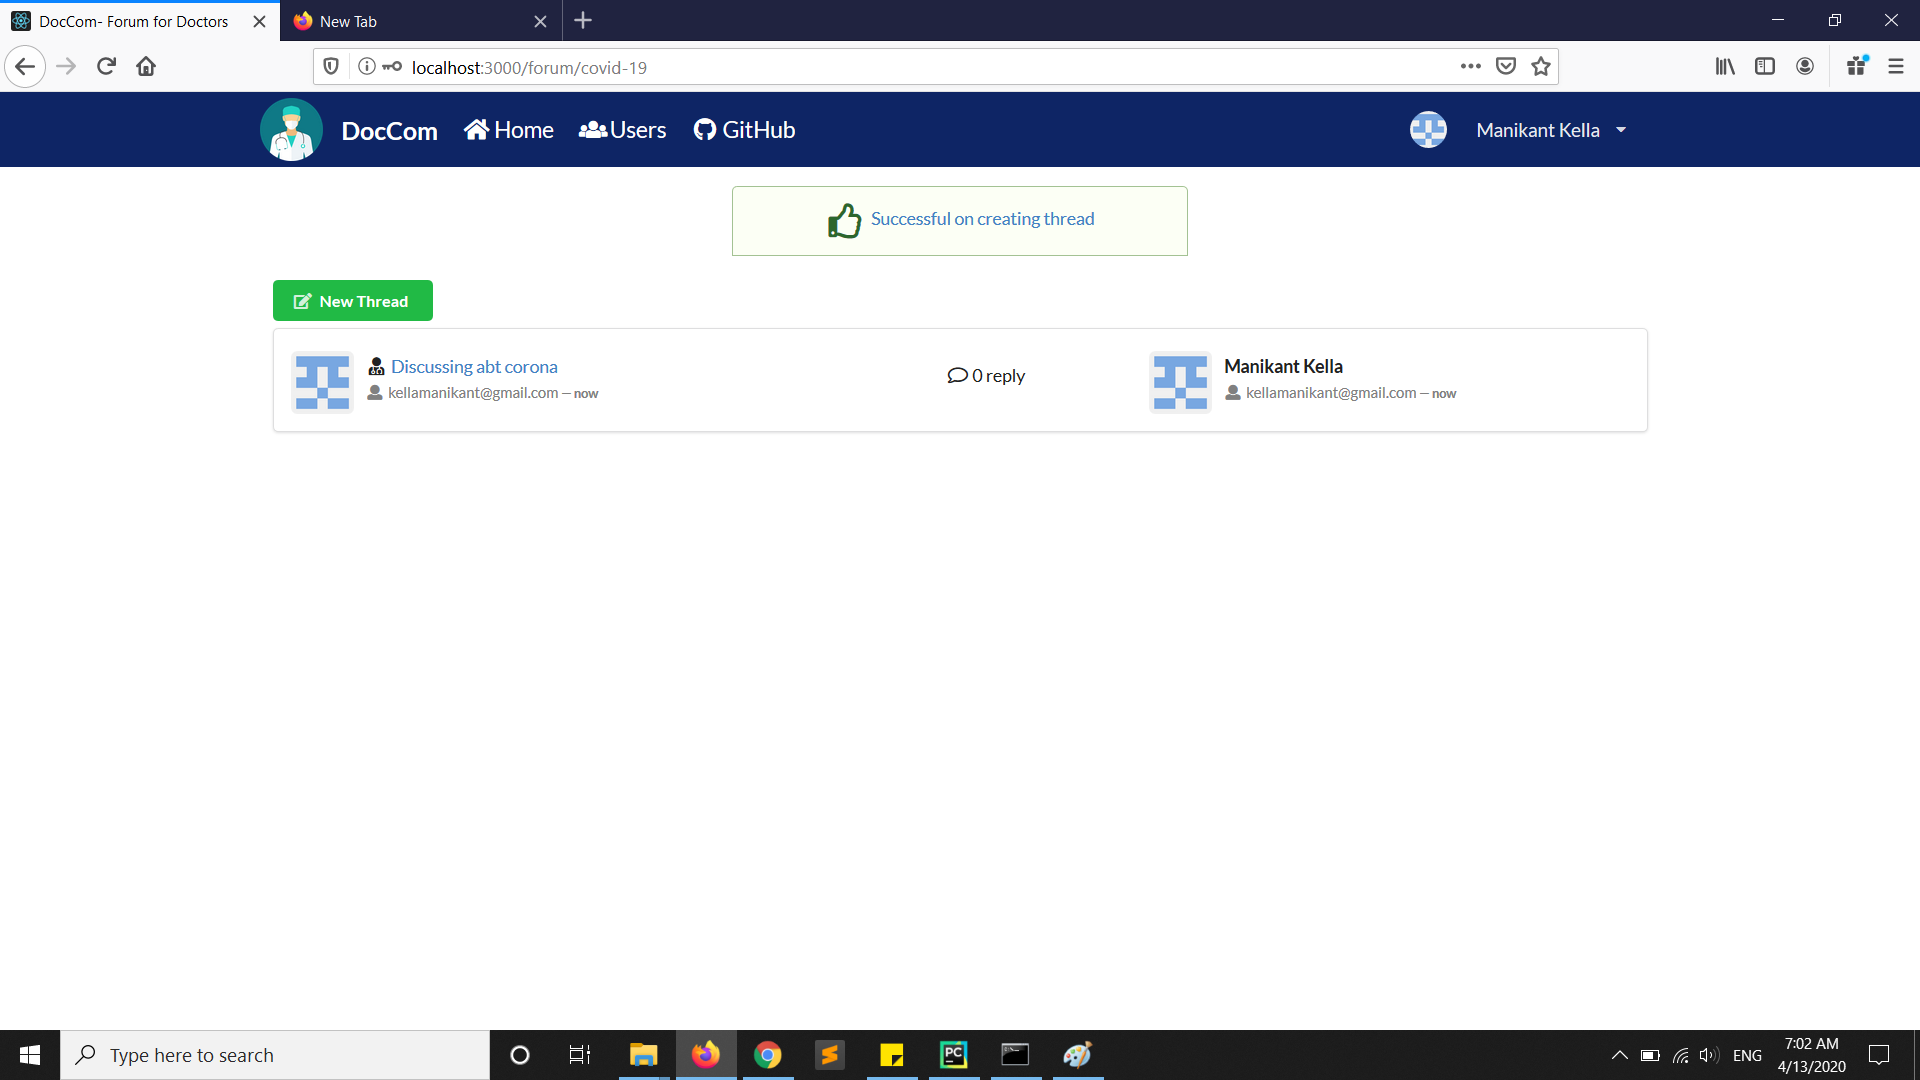 DocCom- Forum for Doctors
New Tab
localhost:3000/forum/covid-19
DocCom
Home
Users
GitHub
Manikant Kella
Successful on creating thread
New Thread
Discussing abt corona
kellamanikant@gmail.com — now
0 reply
Manikant Kella
kellamanikant@gmail.com — now
Type here to search
PC
ENG
7:02 AM
4/13/2020